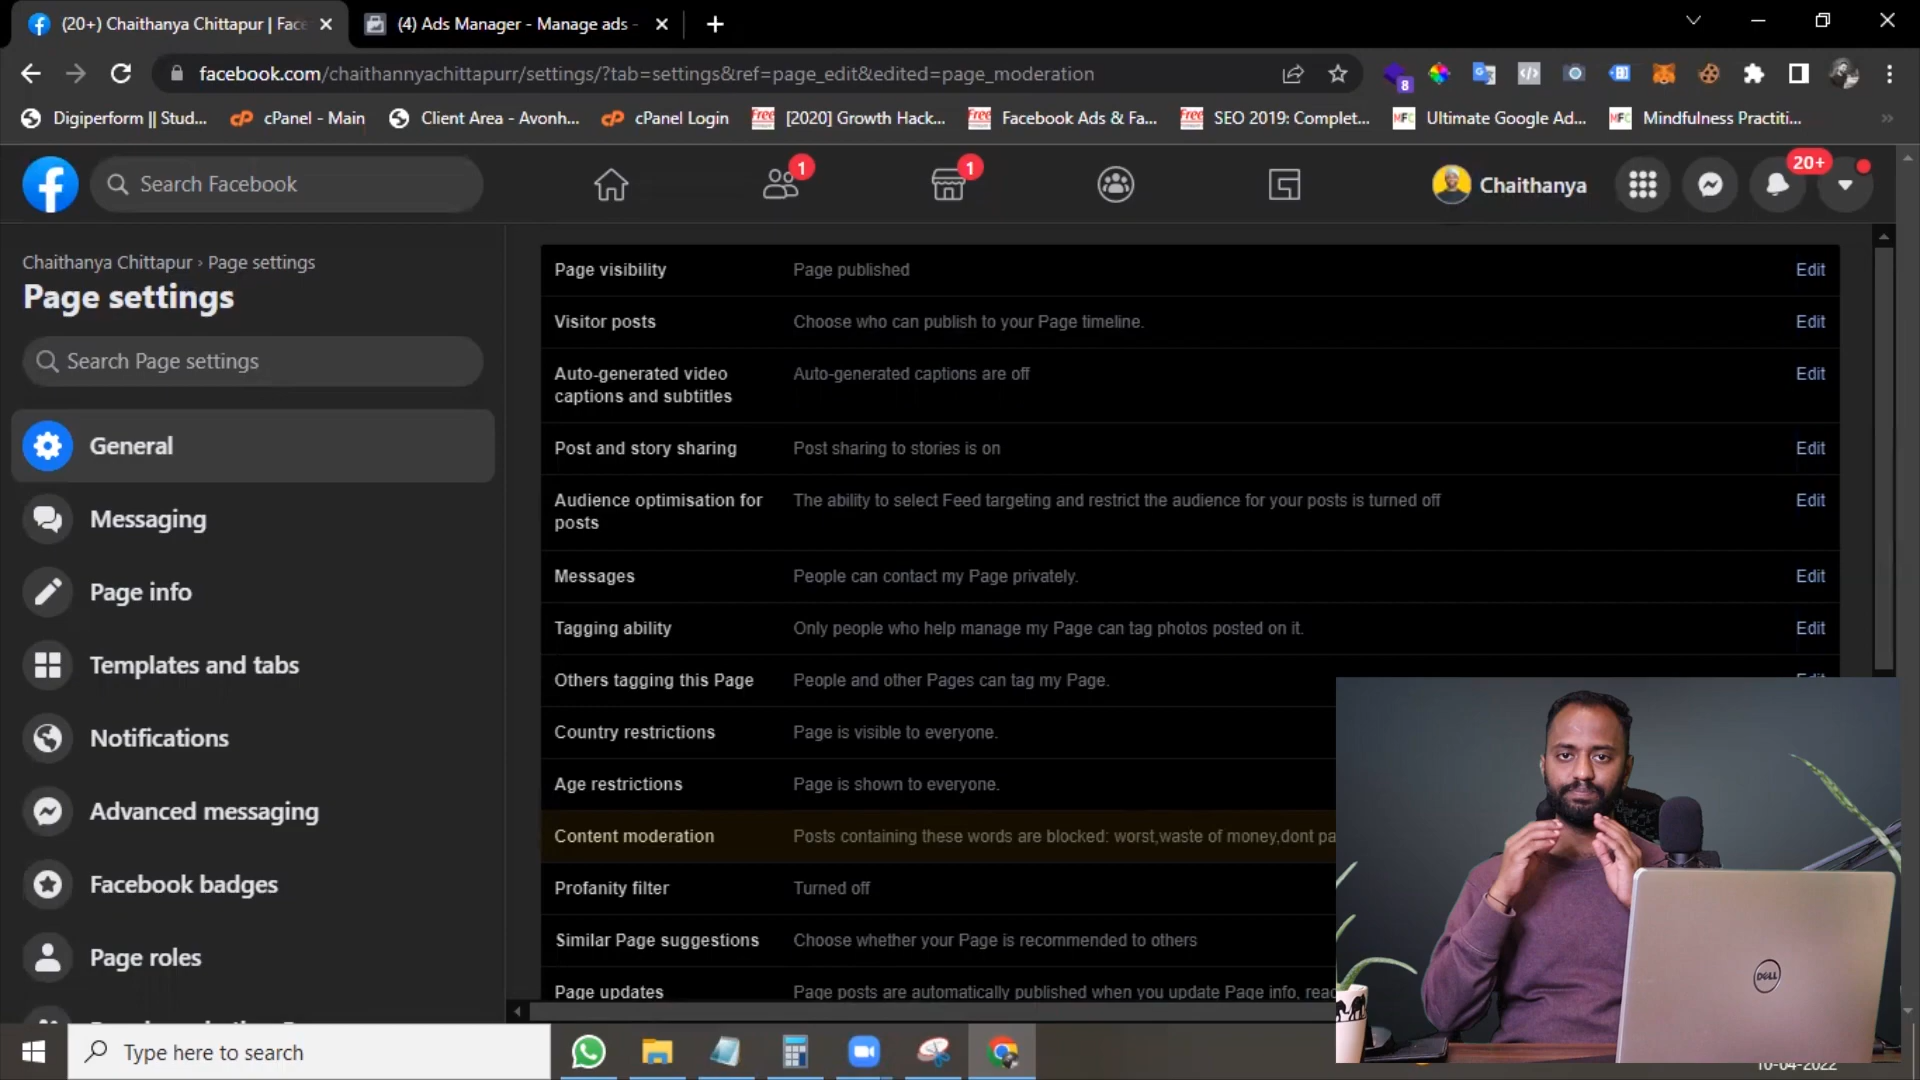 (20+) Chaithanya Chittapur | Face
(4) Ads Manager - Manage ads -
facebook.com/chaithannyachittapurr/settings/?tab=settings&ref=page_edit&edited=page_moderation
8
Digiperform || Stud...
cPanel - Main
Client Area - Avonh...
cPanel Login
[2020] Growth Hack...
Facebook Ads & Fa...
SEO 2019: Complet...
Ultimate Google Ad...
Mindfulness Practiti...
Search Facebook
1
1
Chaithanya
20+
Chaithanya Chittapur › Page settings
Page settings
Search Page settings
General
Messaging
Page info
Templates and tabs
Notifications
Advanced messaging
Facebook badges
Page roles
Page visibility Page published Edit
Visitor posts Choose who can publish to your Page timeline. Edit
Auto-generated video Auto-generated captions are off Edit
captions and subtitles
Post and story sharing Post sharing to stories is on Edit
Audience optimisation for The ability to select Feed targeting and restrict the audience for your posts is turned off Edit
posts
Messages People can contact my Page privately. Edit
Tagging ability Only people who help manage my Page can tag photos posted on it. Edit
Others tagging this Page People and other Pages can tag my Page.
Country restrictions Page is visible to everyone.
Age restrictions Page is shown to everyone.
Content moderation Posts containing these words are blocked: worst,waste of money,dont pa
Profanity filter Turned off
Similar Page suggestions Choose whether your Page is recommended to others
Page updates Page posts are automatically published when you update Page info, reac
DELL
Type here to search
10-04-2022